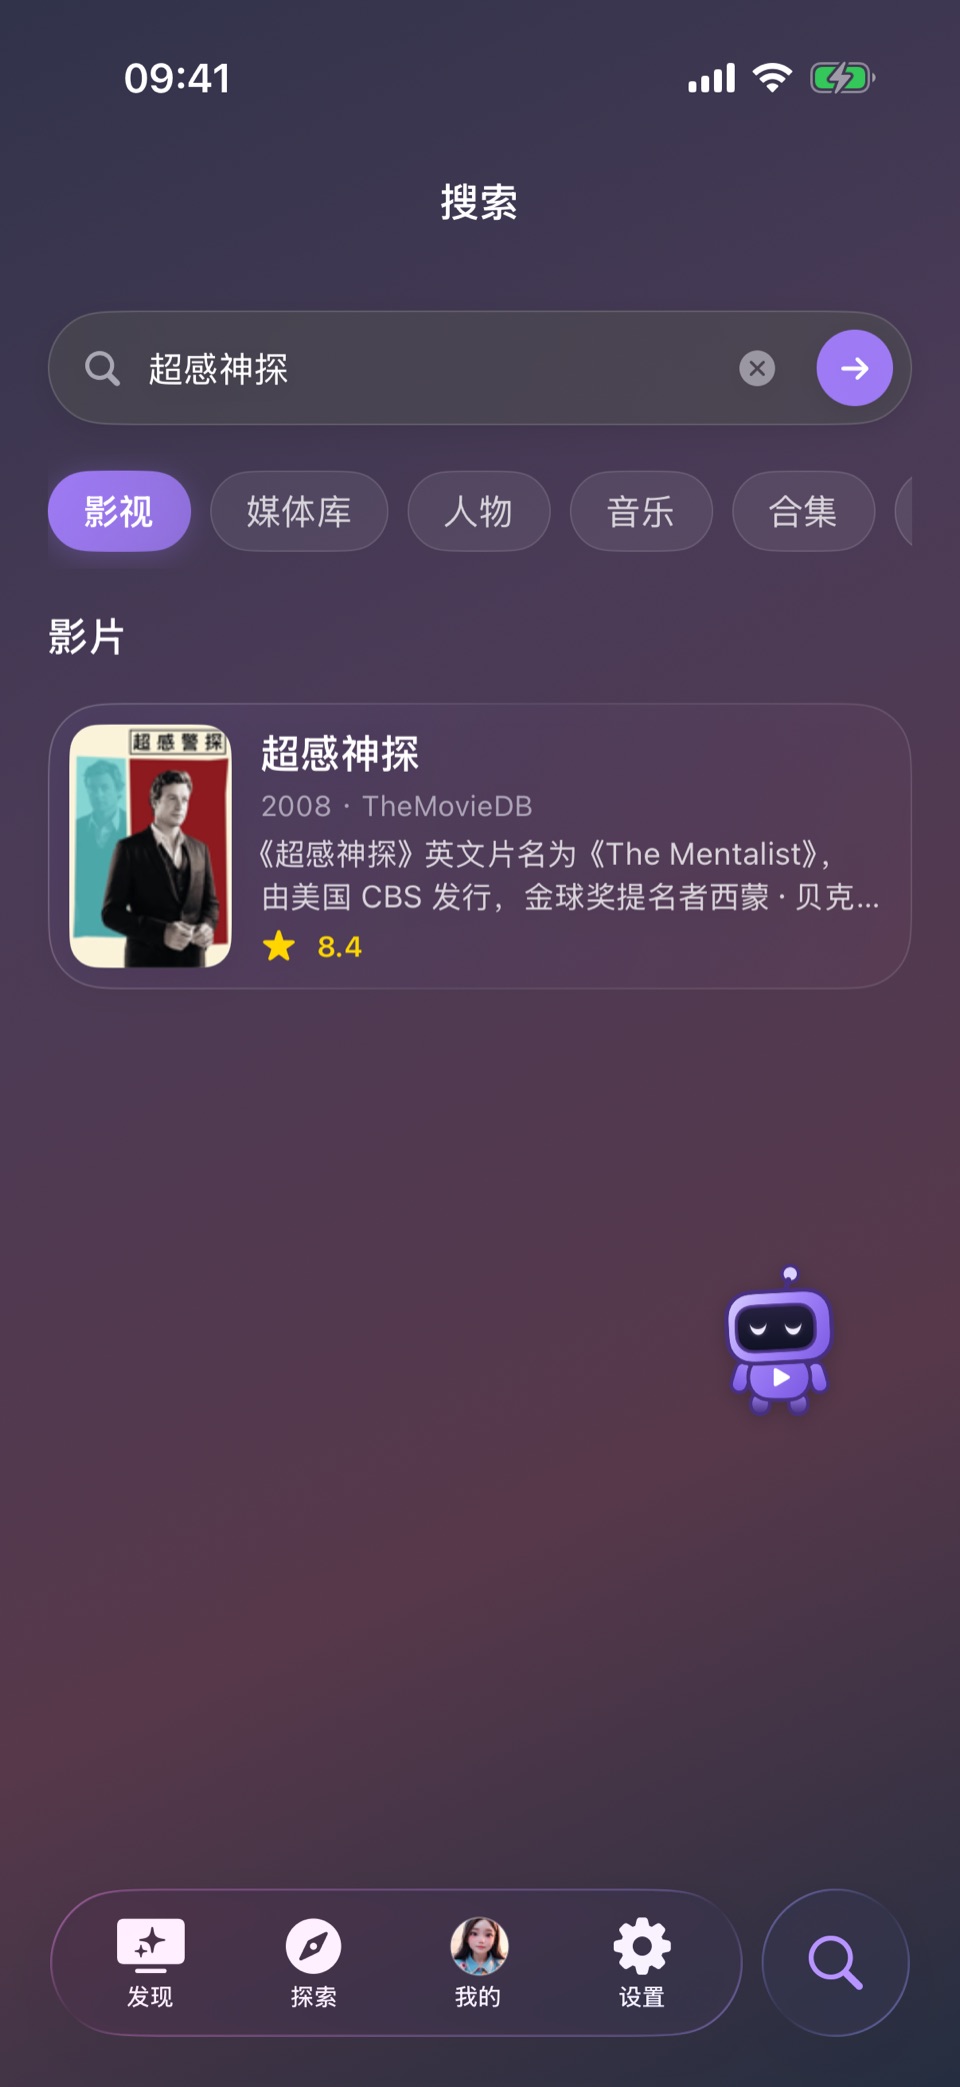 09:41
搜索
超感神探
影视
媒体库
人物
音乐
合集
影片
超感警探
超感神探
2008 · TheMovieDB
《超感神探》英文片名为《The Mentalist》,
由美国 CBS 发行，金球奖提名者西蒙 · 贝克...
8.4
发现
探索
我的
设置